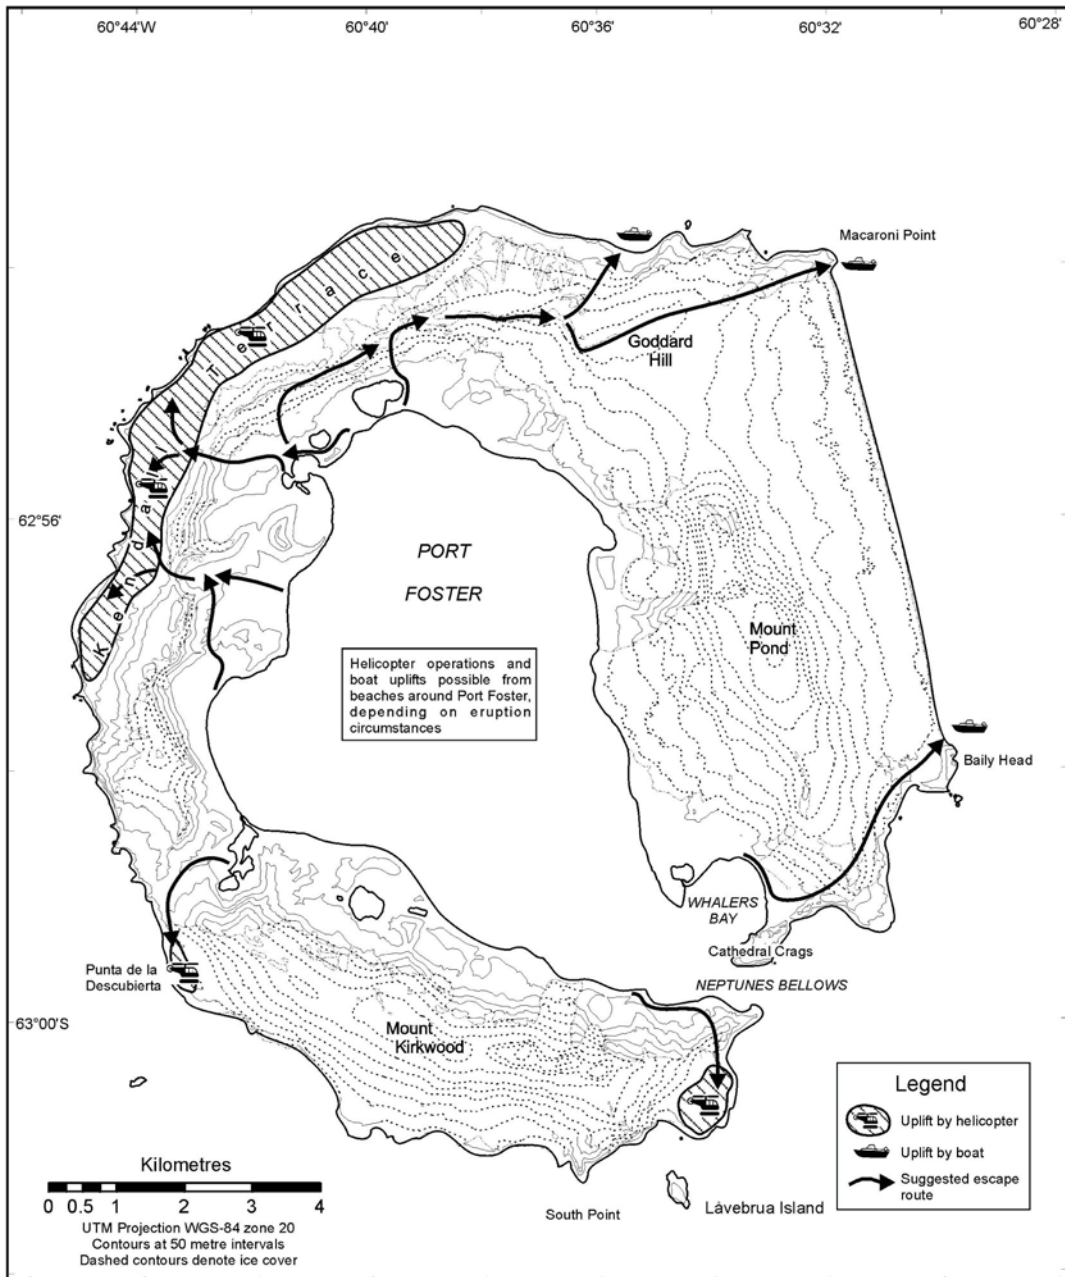 60°44'W
60°40'
60°36'
60°32'
60°28'
Macaroni Point
Kendall Terrace
Goddard
Hill
62°56'
PORT
FOSTER
Mount
Pond
Helicopter operations and
boat uplifts possible from
beaches around Port Foster,
depending on eruption
circumstances
Baily Head
WHALERS
BAY
Cathedral Crags
Punta de la
Descubierta
NEPTUNES BELLOWS
63°00'S
Mount
Kirkwood
Legend
Uplift by helicopter
Uplift by boat
Suggested escape
route
Kilometres
0 0.5 1 2 3 4
UTM Projection WGS-84 zone 20
Contours at 50 metre intervals
Dashed contours denote ice cover
South Point
Låvebrua Island